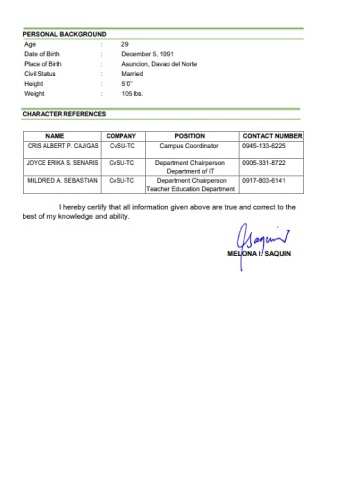 PERSONAL BACKGROUND
Age : 29
Date of Birth : December 5, 1991
Place of Birth : Asuncion, Davao del Norte
Civil Status : Married
Height : 5'0"
Weight : 105 lbs.
CHARACTER REFERENCES
NAME COMPANY POSITION CONTACT NUMBER
CRIS ALBERT P. CAJIGAS CvSU-TC Campus Coordinator 0945-133-6225
JOYCE ERIKA S. SENARIS CvSU-TC Department Chairperson 0905-331-8722
Department of IT
MILDRED A. SEBASTIAN CvSU-TC Department Chairperson 0917-803-6141
Teacher Education Department
I hereby certify that all information given above are true and correct to the
best of my knowledge and ability.
MELONA I. SAQUIN